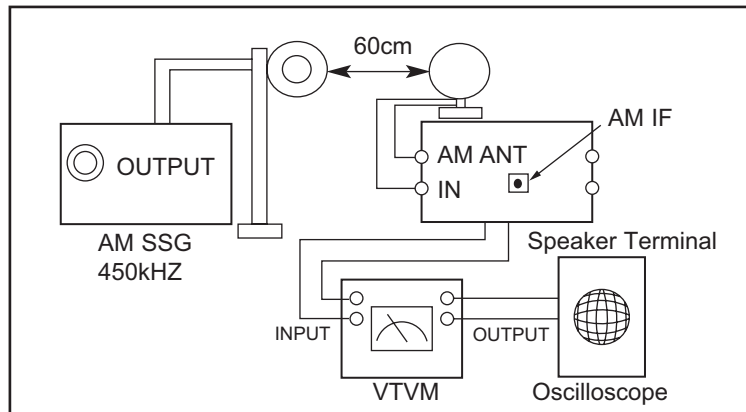 60cm
AM IF
OUTPUT
AM ANT
IN
AM SSG
450kHZ
Speaker Terminal
INPUT
OUTPUT
VTVM
Oscilloscope